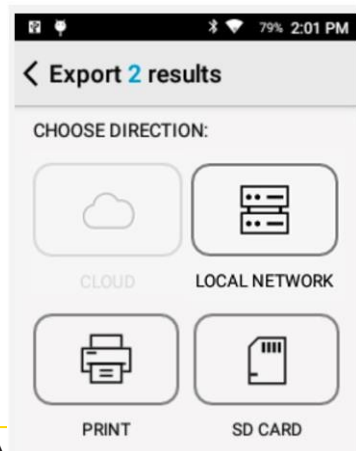 79% 2:01 PM
Export 2 results
CHOOSE DIRECTION:
CLOUD
LOCAL NETWORK
PRINT
SD CARD